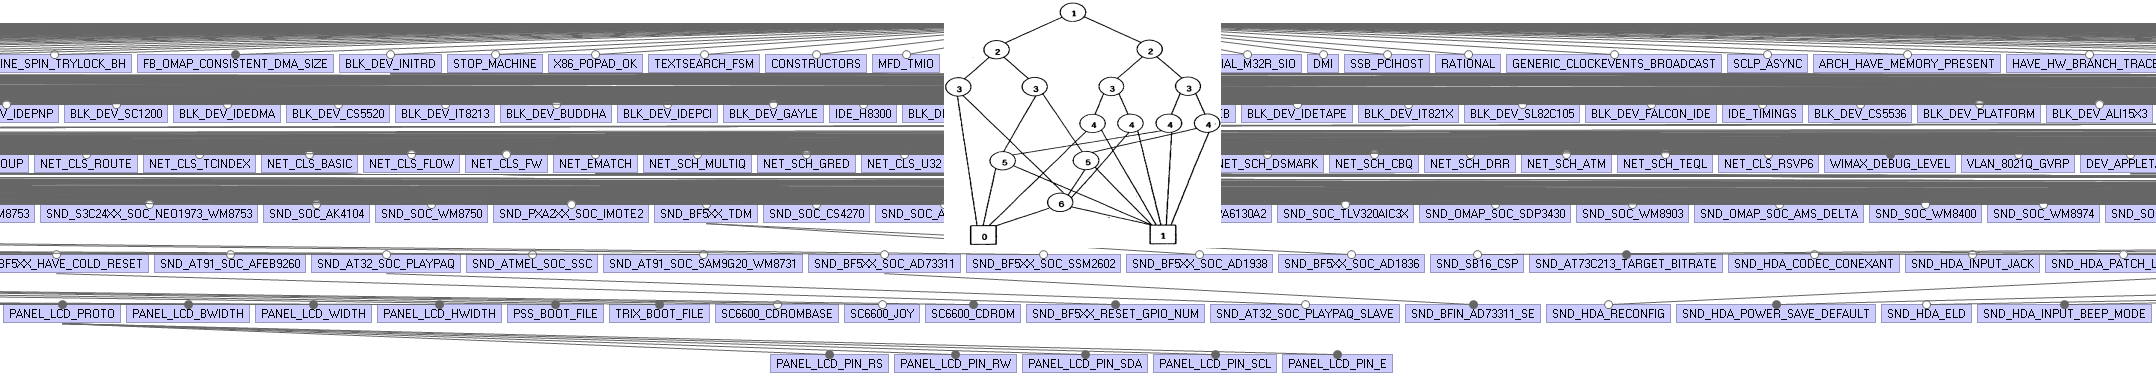 1
2 2
INE_SPIN_TRYLOCK_BH FB_OMAP_CONSISTENT_DMA_SIZE BLK_DEV_INITRD STOP_MACHINE X86_POPAD_OK TEXTSEARCH_FSM CONSTRUCTORS MFD_TMIO IAL_M32R_SIO DMI SSB_PCIHOST RATIONAL GENERIC_CLOCKEVENTS_BROADCAST SCLP_ASYNC ARCH_HAVE_MEMORY_PRESENT HAVE_HW_BRANCH_TRACE
3 3 3 3
V_IDEPNP BLK_DEV_SC1200 BLK_DEV_IDEDMA BLK_DEV_CS5520 BLK_DEV_IT8213 BLK_DEV_BUDDHA BLK_DEV_IDEPCI BLK_DEV_GAYLE IDE_H8300 BLK_D EB BLK_DEV_IDETAPE BLK_DEV_IT821X BLK_DEV_SL82C105 BLK_DEV_FALCON_IDE IDE_TIMINGS BLK_DEV_CS5536 BLK_DEV_PLATFORM BLK_DEV_ALI15X3
4 4 4 4
OUP NET_CLS_ROUTE NET_CLS_TCINDEX NET_CLS_BASIC NET_CLS_FLOW NET_CLS_FW NET_EMATCH NET_SCH_MULTIQ NET_SCH_GRED NET_CLS_U32 NET_SCH_DSMARK NET_SCH_CBQ NET_SCH_DRR NET_SCH_ATM NET_SCH_TEQL NET_CLS_RSVP6 WIMAX_DEBUG_LEVEL VLAN_8021Q_GVRP DEV_APPLET
5 5
M8753 SND_S3C24XX_SOC_NEO1973_WM8753 SND_SOC_AK4104 SND_SOC_WM8750 SND_PXA2XX_SOC_IMOTE2 SND_BF5XX_TDM SND_SOC_CS4270 SND_SOC_A PA6130A2 SND_SOC_TLV320AIC3X SND_OMAP_SOC_SDP3430 SND_SOC_WM8903 SND_OMAP_SOC_AMS_DELTA SND_SOC_WM8400 SND_SOC_WM8974 SND_SO
6
0 1
BF5XX_HAVE_COLD_RESET SND_AT91_SOC_AFEB9260 SND_AT32_SOC_PLAYPAQ SND_ATMEL_SOC_SSC SND_AT91_SOC_SAM9G20_WM8731 SND_BF5XX_SOC_AD73311 SND_BF5XX_SOC_SSM2602 SND_BF5XX_SOC_AD1938 SND_BF5XX_SOC_AD1836 SND_SB16_CSP SND_AT73C213_TARGET_BITRATE SND_HDA_CODEC_CONEXANT SND_HDA_INPUT_JACK SND_HDA_PATCH_L
PANEL_LCD_PROTO PANEL_LCD_BWIDTH PANEL_LCD_WIDTH PANEL_LCD_HWIDTH PSS_BOOT_FILE TRIX_BOOT_FILE SC6600_CDROMBASE SC6600_JOY SC6600_CDROM SND_BF5XX_RESET_GPIO_NUM SND_AT32_SOC_PLAYPAQ_SLAVE SND_BFIN_AD73311_SE SND_HDA_RECONFIG SND_HDA_POWER_SAVE_DEFAULT SND_HDA_ELD SND_HDA_INPUT_BEEP_MODE
PANEL_LCD_PIN_RS PANEL_LCD_PIN_RW PANEL_LCD_PIN_SDA PANEL_LCD_PIN_SCL PANEL_LCD_PIN_E